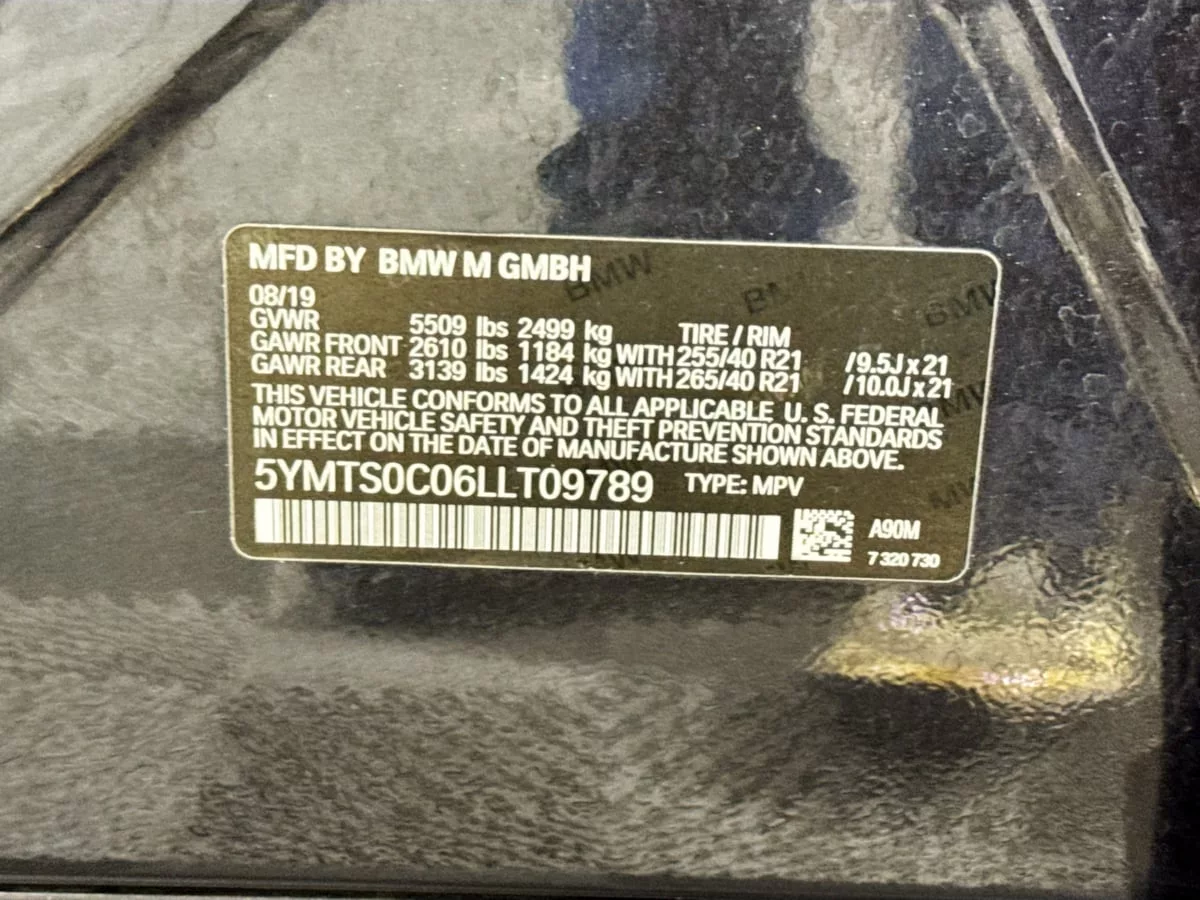 MFD BY BMW M GMBH
08/19
GVWR 5509 lbs 2499 kg TIRE / RIM
GAWR FRONT 2610 lbs 1184 kg WITH 255/40 R21 /9.5J x 21
GAWR REAR 3139 lbs 1424 kg WITH 265/40 R21 /10.0J x 21
THIS VEHICLE CONFORMS TO ALL APPLICABLE U. S. FEDERAL
MOTOR VEHICLE SAFETY AND THEFT PREVENTION STANDARDS
IN EFFECT ON THE DATE OF MANUFACTURE SHOWN ABOVE.
5YMTS0C06LLT09789 TYPE: MPV
A90M
7 320 730